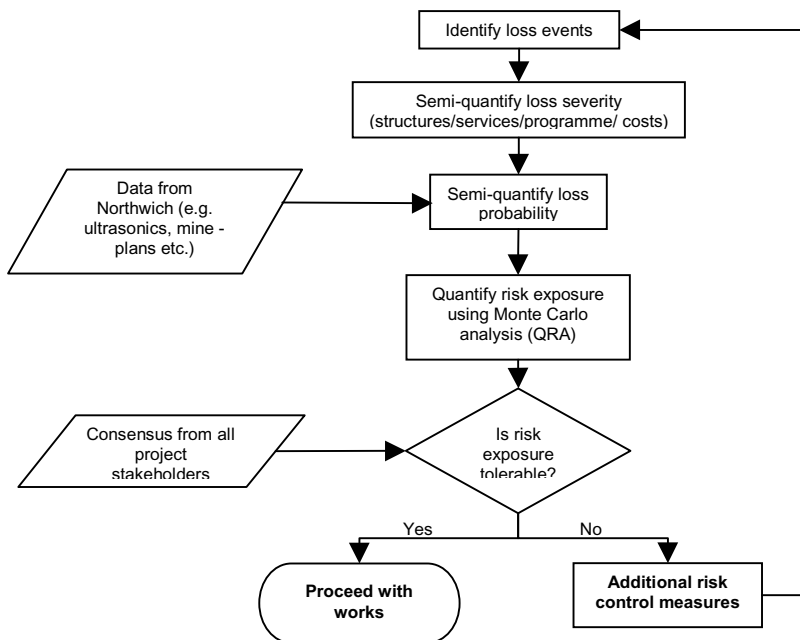 Identify loss events
Semi-quantify loss severity
(structures/services/programme/ costs)
Data from
Northwich (e.g.
ultrasonics, mine -
plans etc.)
Semi-quantify loss
probability
Quantify risk exposure
using Monte Carlo
analysis (QRA)
Consensus from all
project
stakeholders
Is risk
exposure
tolerable?
Yes
No
Proceed with
works
Additional risk
control measures